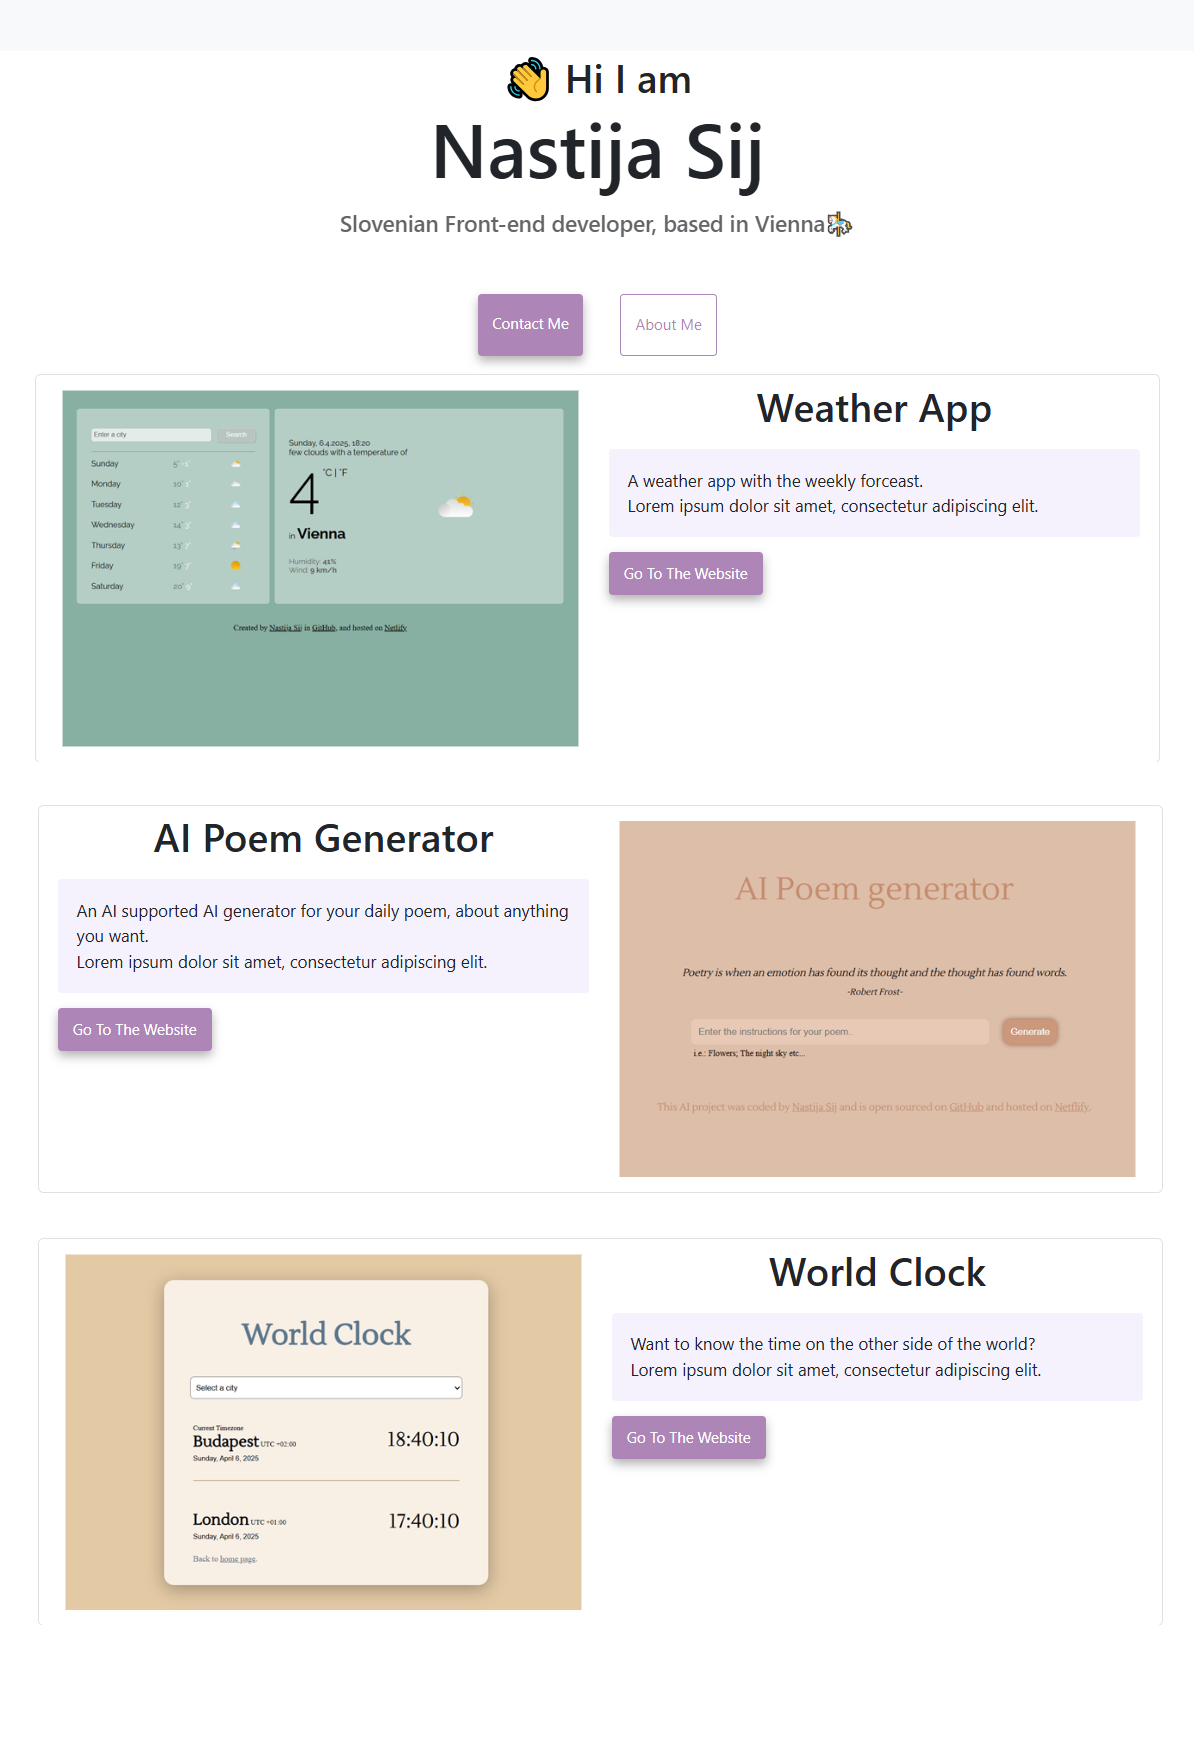 Hi I am
Nastija Sij
Slovenian Front-end developer, based in Vienna
Contact Me
About Me
Enter a city
Search
Sunday 5° -1°
Monday 10° 1°
Tuesday 12° 3°
Wednesday 14° 3°
Thursday 13° 7°
Friday 19° 7°
Saturday 20° 9°
Sunday, 6.4.2025, 18:20
few clouds with a temperature of
4 °C | °F
in Vienna
Humidity: 41%
Wind: 9 km/h
Created by Nastija Sij in GitHub, and hosted on Netlify
Weather App
A weather app with the weekly forceast.
Lorem ipsum dolor sit amet, consectetur adipiscing elit.
Go To The Website
AI Poem Generator
An AI supported AI generator for your daily poem, about anything
you want.
Lorem ipsum dolor sit amet, consectetur adipiscing elit.
Go To The Website
AI Poem generator
Poetry is when an emotion has found its thought and the thought has found words.
-Robert Frost-
Enter the instructions for your poem..
Generate
i.e.: Flowers; The night sky etc...
This AI project was coded by Nastija Sij and is open sourced on GitHub and hosted on Netflify.
World Clock
Select a city
Current Timezone
Budapest UTC +02:00
Sunday, April 6, 2025
18:40:10
London UTC +01:00
Sunday, April 6, 2025
17:40:10
Back to home page.
World Clock
Want to know the time on the other side of the world?
Lorem ipsum dolor sit amet, consectetur adipiscing elit.
Go To The Website